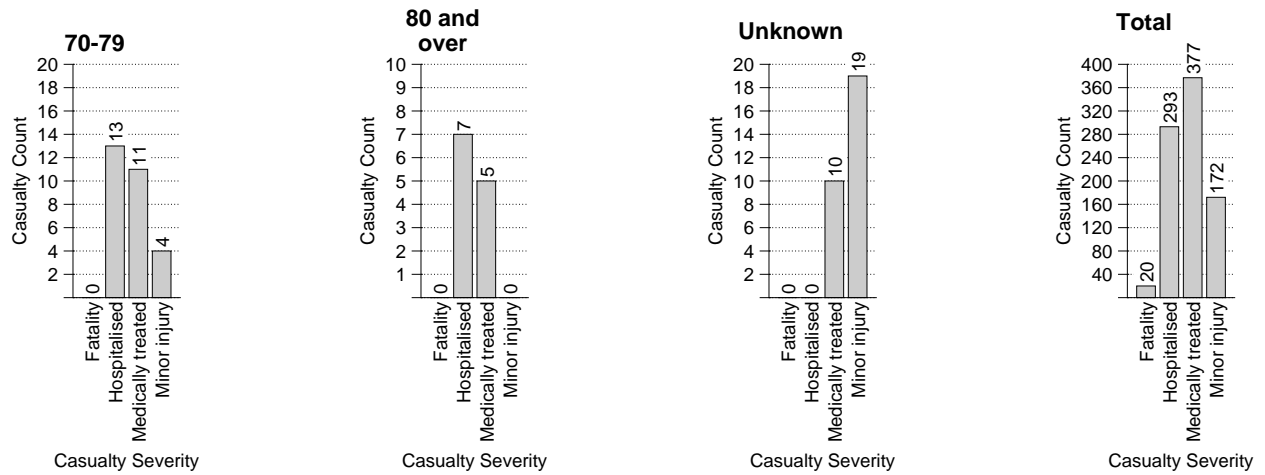 70-79
20
18
16
14
12
10
8
6
4
2
Casualty Count
0
13
11
4
Fatality
Hospitalised
Medically treated
Minor injury
Casualty Severity
80 and
over
10
9
8
7
6
5
4
3
2
1
Casualty Count
0
7
5
0
Fatality
Hospitalised
Medically treated
Minor injury
Casualty Severity
Unknown
20
18
16
14
12
10
8
6
4
2
Casualty Count
0
0
10
19
Fatality
Hospitalised
Medically treated
Minor injury
Casualty Severity
Total
400
360
320
280
240
200
160
120
80
40
Casualty Count
20
293
377
172
Fatality
Hospitalised
Medically treated
Minor injury
Casualty Severity